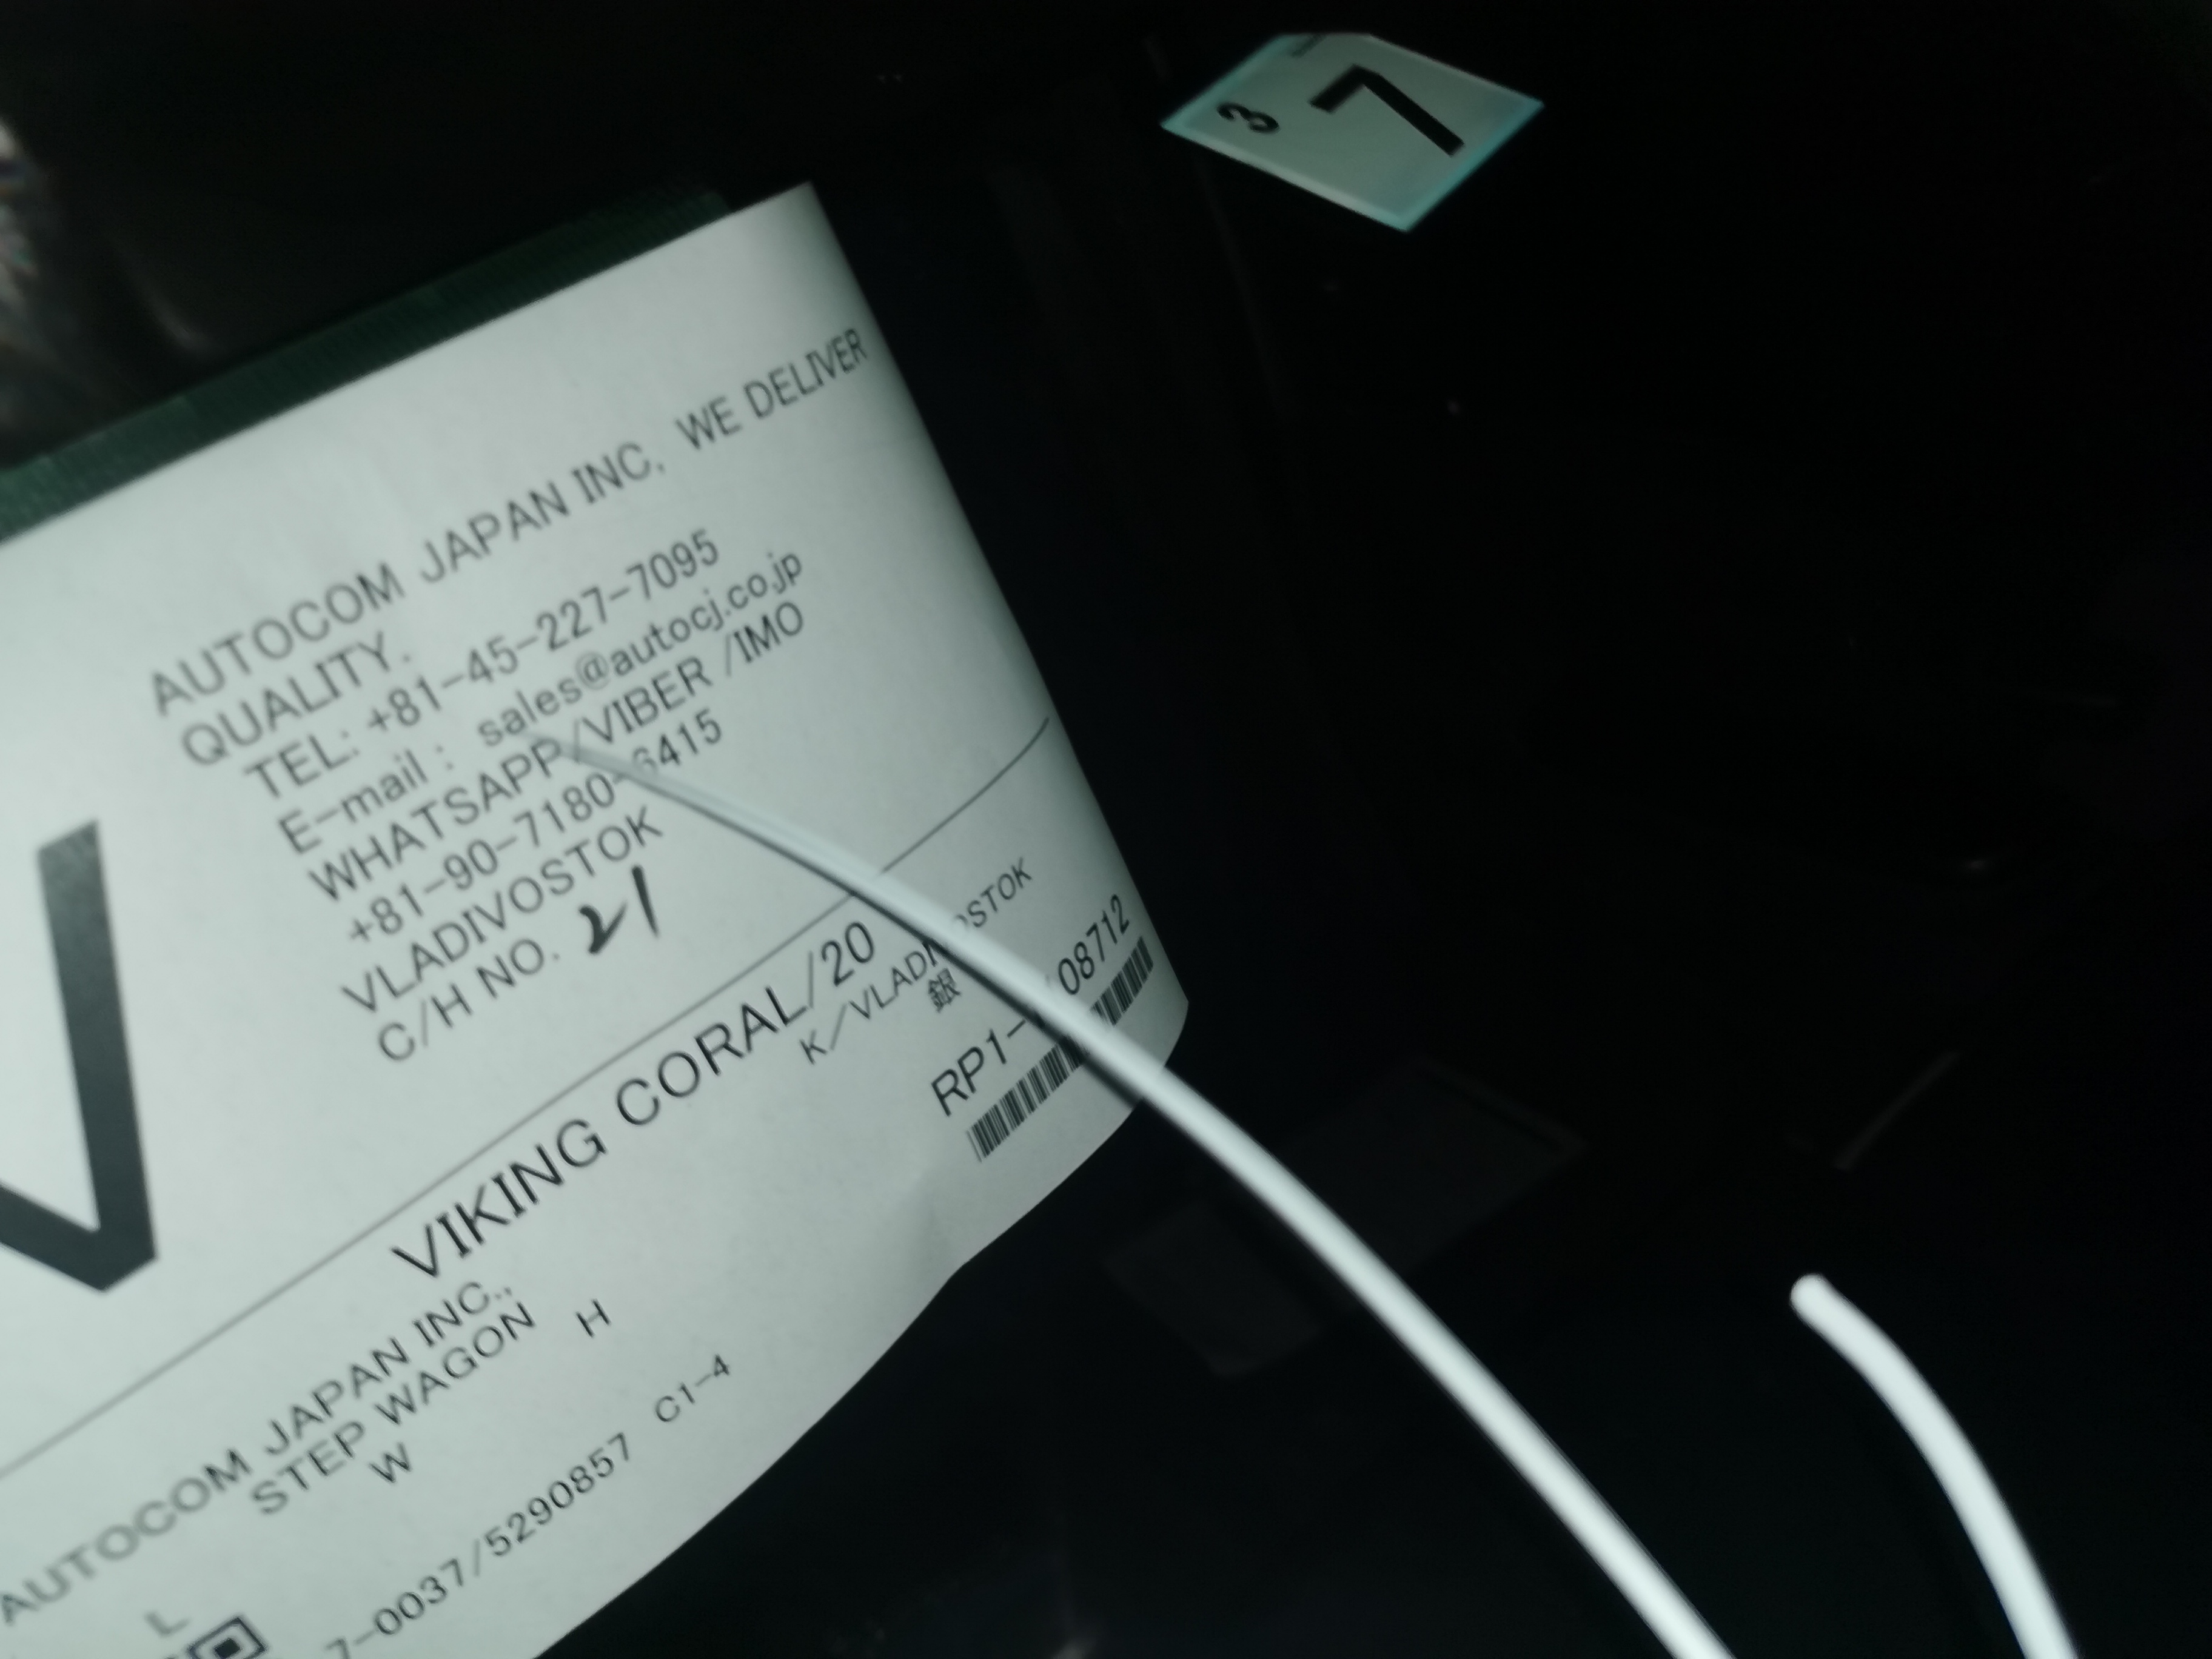 3 7
AUTOCOM JAPAN INC, WE DELIVER
QUALITY.
TEL: +81-45-227-7095
E-mail : sales@autocj.co.jp
WHATSAPP/VIBER /IMO
+81-90-7180-6415
VLADIVOSTOK
C/H NO. 21
VIKING CORAL/20
銀
RP1- 08712
AUTOCOM JAPAN INC.,
STEP WAGON H
W
7-0037/5290857 C1-4
L